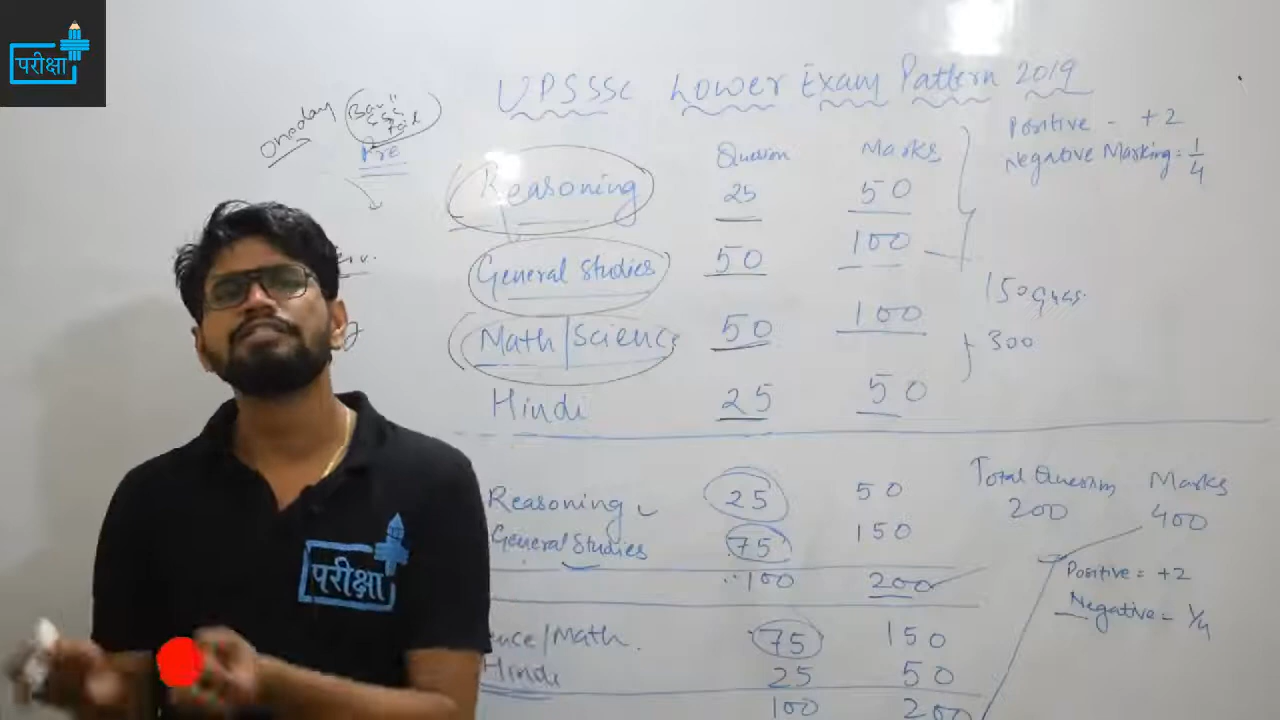 परीक्षा
UPSSSC Lower Exam Pattern 2019
Oneday
Pre
Positive - +2
Negative Marking = 1/4
Question Marks
Reasoning 25 50
General Studies 50 100
Math/Science 50 100
Hindi 25 50
150 Ques.
300
Reasoning 25 50
General Studies 75 150
100 200
Total Question Marks
200 400
Positive = +2
Negative = 1/4
ence/Math 75 150
Hindi 25 50
100 200
परीक्षा